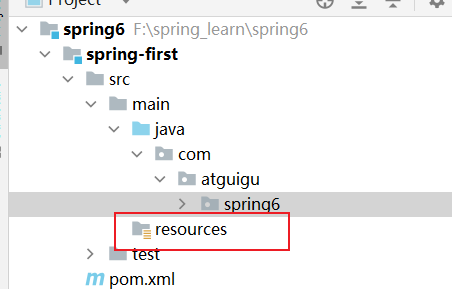 Project
spring6 F:\spring_learn\spring6
spring-first
src
main
java
com
atguigu
spring6
resources
test
pom.xml